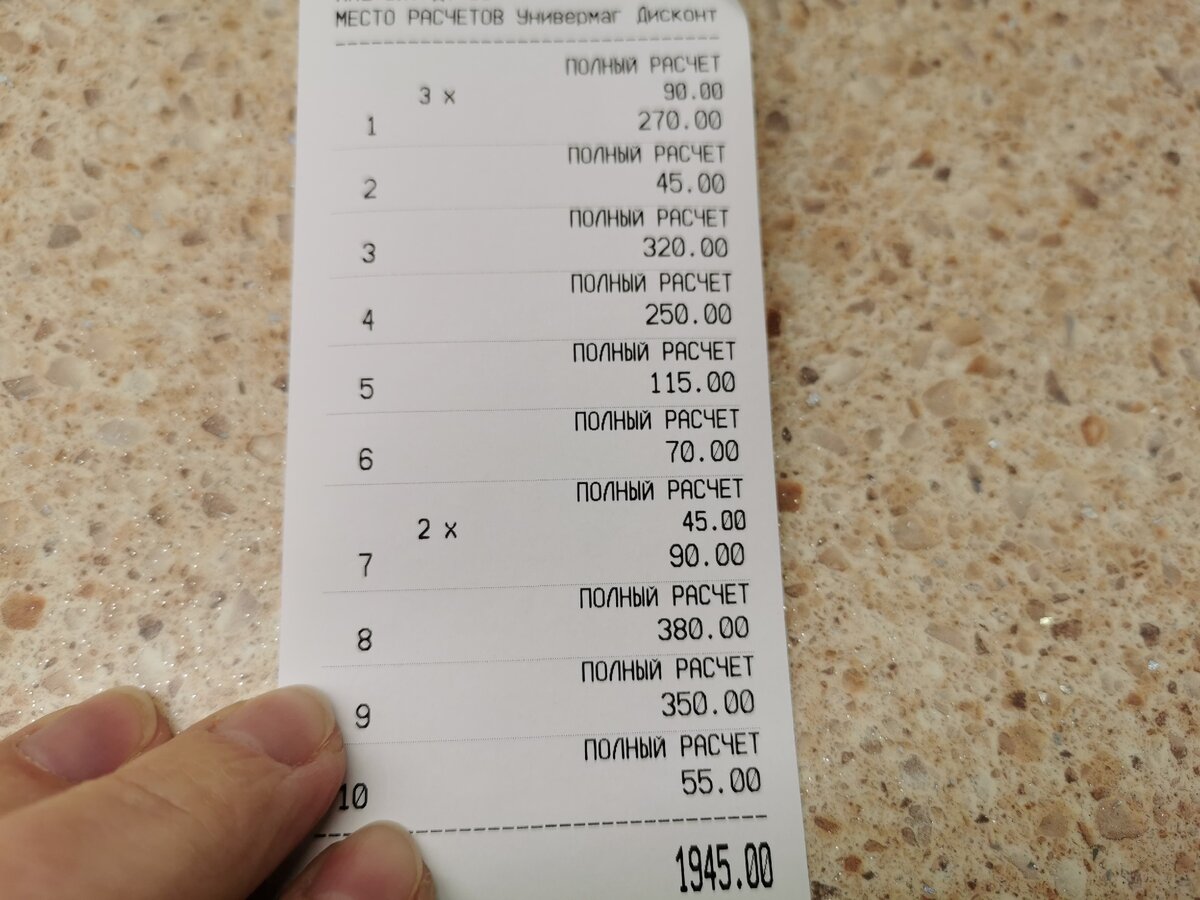 МЕСТО РАСЧЕТОВ Универмаг Дисконт
ПОЛНЫЙ РАСЧЕТ
3 x 90.00
1 270.00
ПОЛНЫЙ РАСЧЕТ
2 45.00
ПОЛНЫЙ РАСЧЕТ
3 320.00
ПОЛНЫЙ РАСЧЕТ
4 250.00
ПОЛНЫЙ РАСЧЕТ
5 115.00
ПОЛНЫЙ РАСЧЕТ
6 70.00
ПОЛНЫЙ РАСЧЕТ
2 x 45.00
7 90.00
ПОЛНЫЙ РАСЧЕТ
8 380.00
ПОЛНЫЙ РАСЧЕТ
9 350.00
ПОЛНЫЙ РАСЧЕТ
10 55.00
1945.00